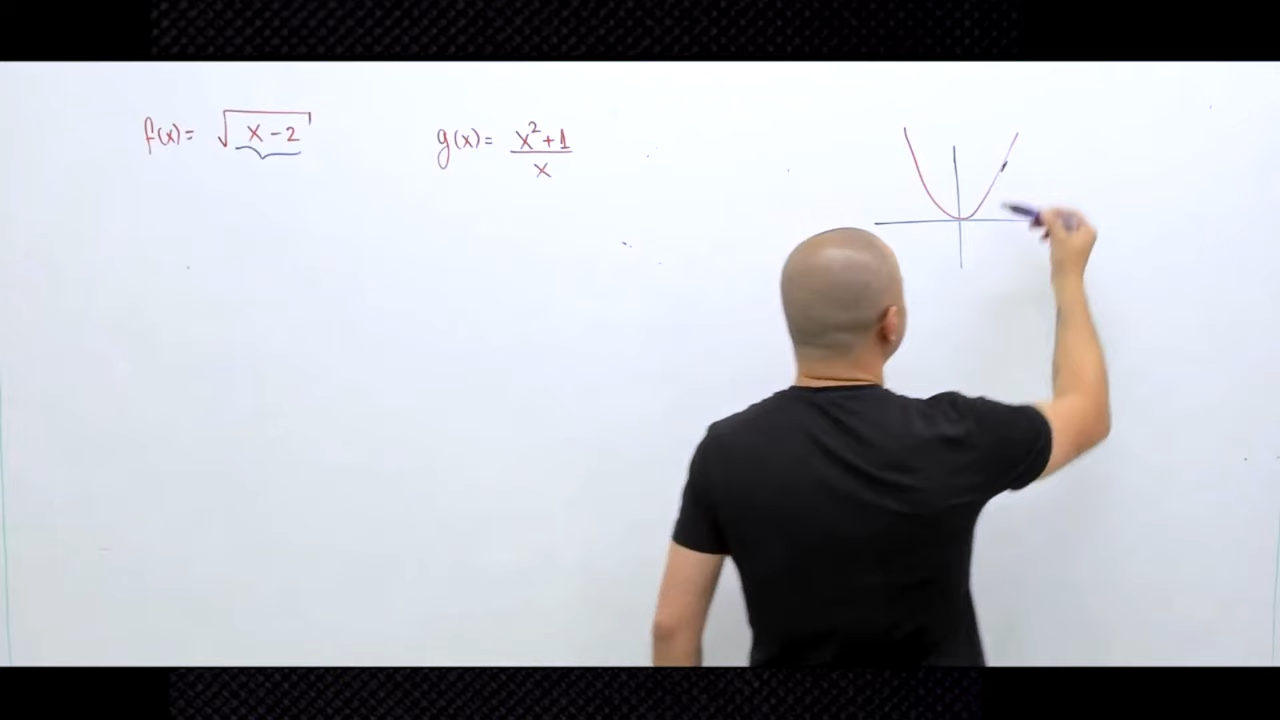 f(x) = √(x-2)
g(x) = (x²+1)/x